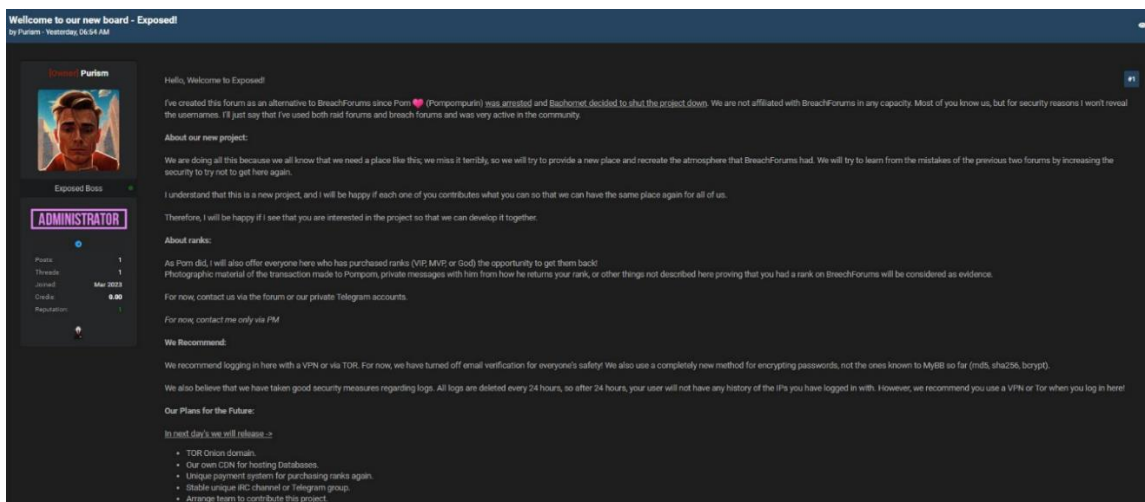 Wellcome to our new board - Exposed!
by Purism - Yesterday, 06:54 AM
[Owner] Purism
Exposed Boss
ADMINISTRATOR
Posts: 1
Threads: 1
Joined: Mar 2023
Credits: 0.00
Reputation: 1
#1
Hello, Welcome to Exposed!
I've created this forum as an alternative to BreachForums since Pom (Pompompurin) was arrested and Baphomet decided to shut the project down. We are not affiliated with BreachForums in any capacity. Most of you know us, but for security reasons I won't reveal
the usernames. I'll just say that I've used both raid forums and breach forums and was very active in the community.
About our new project:
We are doing all this because we all know that we need a place like this; we miss it terribly, so we will try to provide a new place and recreate the atmosphere that BreachForums had. We will try to learn from the mistakes of the previous two forums by increasing the
security to try not to get here again.
I understand that this is a new project, and I will be happy if each one of you contributes what you can so that we can have the same place again for all of us.
Therefore, I will be happy if I see that you are interested in the project so that we can develop it together.
About ranks:
As Pom did, I will also offer everyone here who has purchased ranks (VIP, MVP, or God) the opportunity to get them back!
Photographic material of the transaction made to Pompom, private messages with him from how he returns your rank, or other things not described here proving that you had a rank on BreechForums will be considered as evidence.
For now, contact us via the forum or our private Telegram accounts.
For now, contact me only via PM
We Recommend:
We recommend logging in here with a VPN or via TOR. For now, we have turned off email verification for everyone's safety! We also use a completely new method for encrypting passwords, not the ones known to MyBB so far (md5, sha256, bcrypt).
We also believe that we have taken good security measures regarding logs. All logs are deleted every 24 hours, so after 24 hours, your user will not have any history of the IPs you have logged in with. However, we recommend you use a VPN or Tor when you log in here!
Our Plans for the Future:
In next day's we will release ->
• TOR Onion domain.
• Our own CDN for hosting Databases.
• Unique payment system for purchasing ranks again.
• Stable unique IRC channel or Telegram group.
• Arrange team to contribute this project.